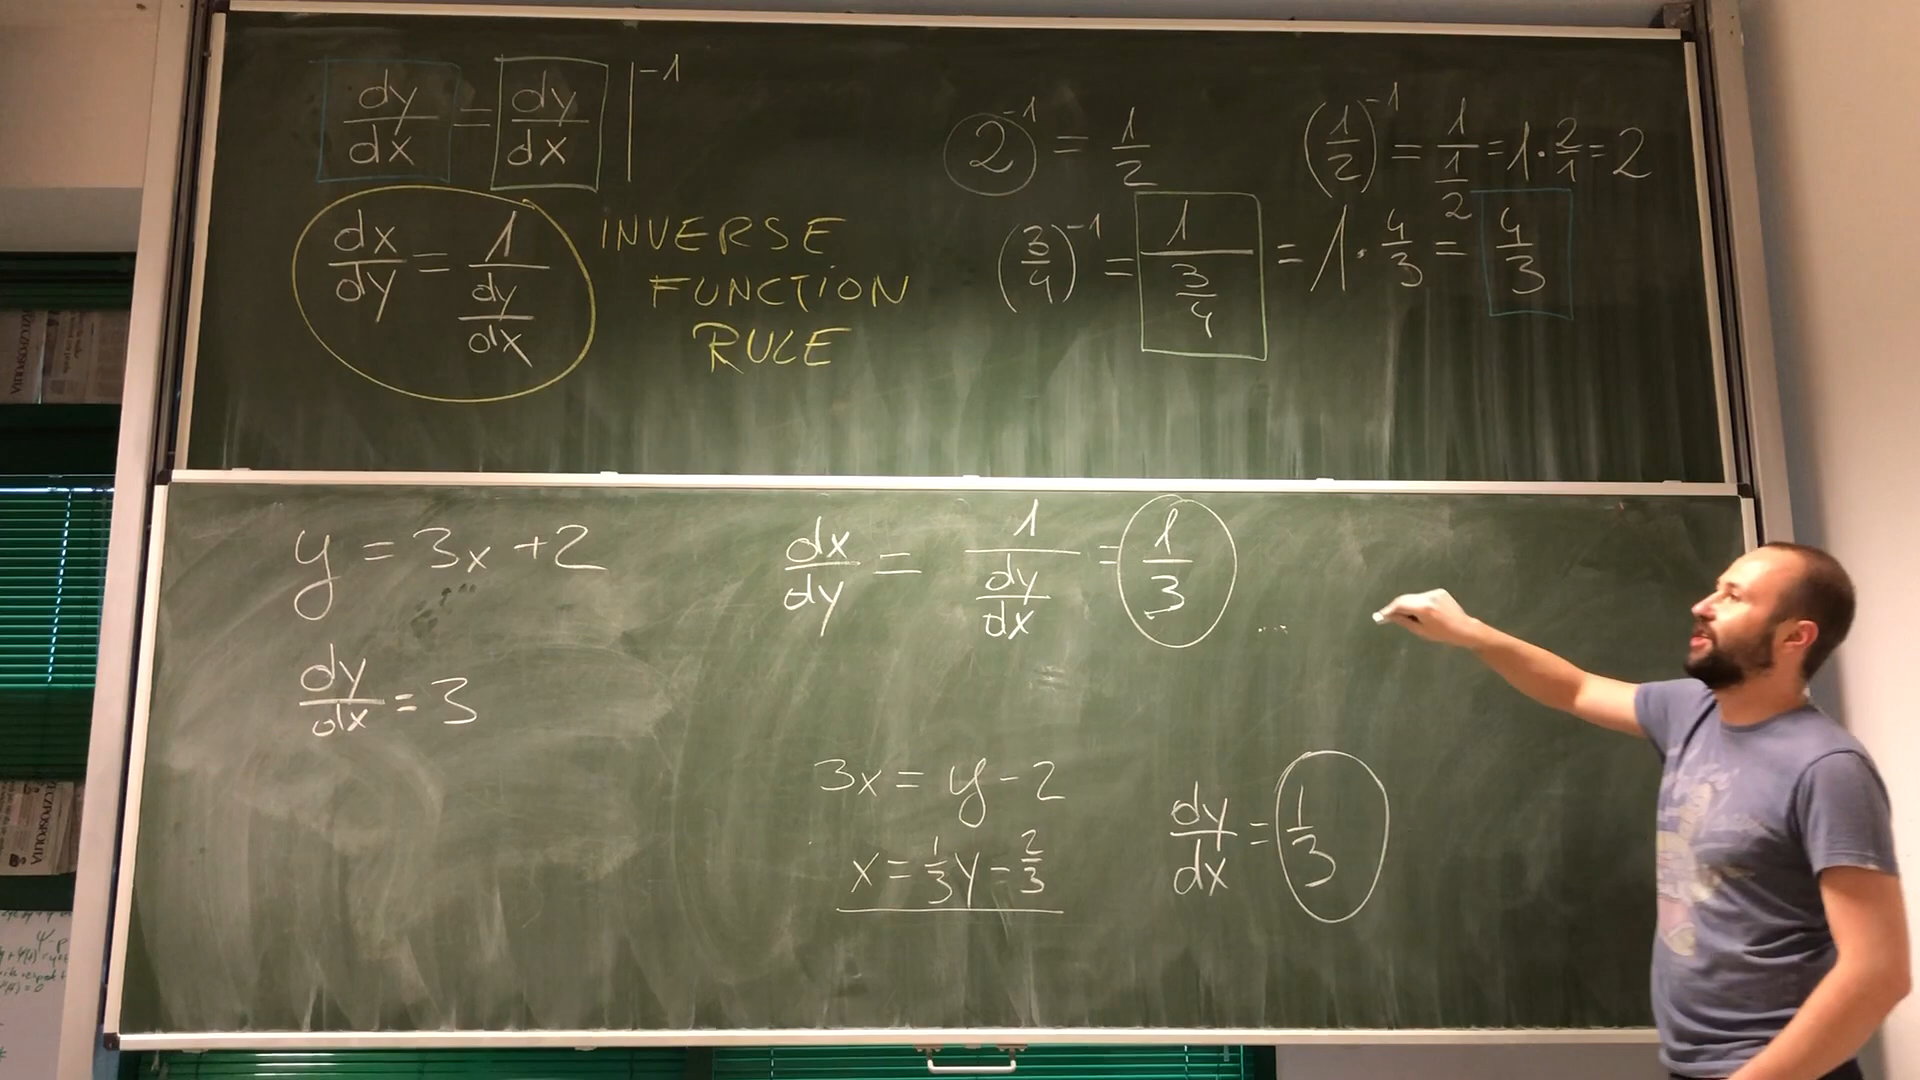 dy/dx = dy/dx |^-1
dx/dy = 1/(dy/dx)
INVERSE
FUNCTION
RULE
2^-1 = 1/2
(1/2)^-1 = 1/(1/2) = 1 · 2/1 = 2
(3/4)^-1 = 1/(3/4) = 1 · 4/3 = 4/3
y = 3x + 2
dy/dx = 3
dx/dy = 1/(dy/dx) = 1/3
...
3x = y - 2
x = 1/3 y - 2/3
dy/dx = 1/3
RZECZPOSPOLITA